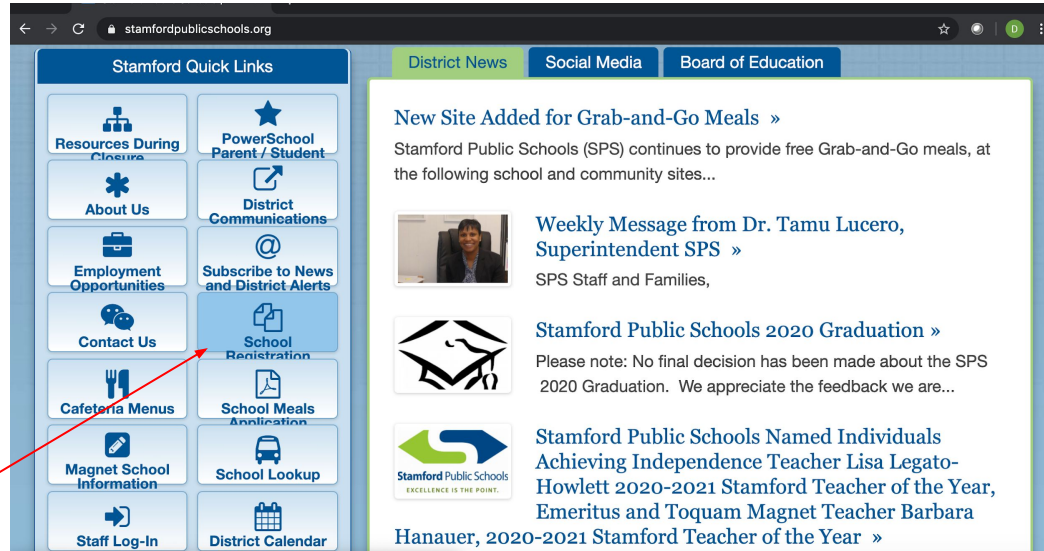 stamfordpublicschools.org
D
Stamford Quick Links
Resources During
Closure
PowerSchool
Parent / Student
About Us
District
Communications
Employment
Opportunities
@
Subscribe to News
and District Alerts
Contact Us
School
Registration
Cafeteria Menus
School Meals
Application
Magnet School
Information
School Lookup
Staff Log-In
District Calendar
District News
Social Media
Board of Education
New Site Added for Grab-and-Go Meals »
Stamford Public Schools (SPS) continues to provide free Grab-and-Go meals, at
the following school and community sites...
Weekly Message from Dr. Tamu Lucero,
Superintendent SPS »
SPS Staff and Families,
Stamford Public Schools 2020 Graduation »
Please note: No final decision has been made about the SPS
2020 Graduation. We appreciate the feedback we are...
Stamford Public Schools
EXCELLENCE IS THE POINT.
Stamford Public Schools Named Individuals
Achieving Independence Teacher Lisa Legato-
Howlett 2020-2021 Stamford Teacher of the Year,
Emeritus and Toquam Magnet Teacher Barbara
Hanauer, 2020-2021 Stamford Teacher of the Year »